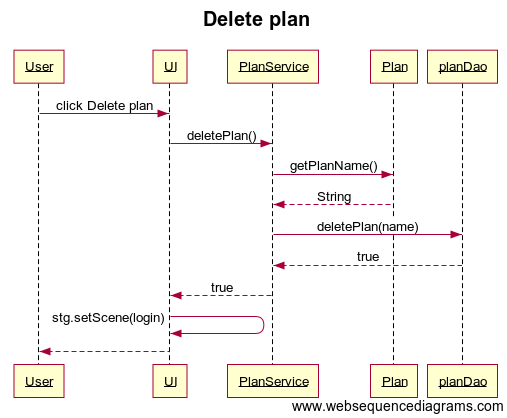 Delete plan
User UI PlanService Plan planDao
click Delete plan
deletePlan()
getPlanName()
String
deletePlan(name)
true
true
stg.setScene(login)
User UI PlanService Plan planDao
www.websequencediagrams.com